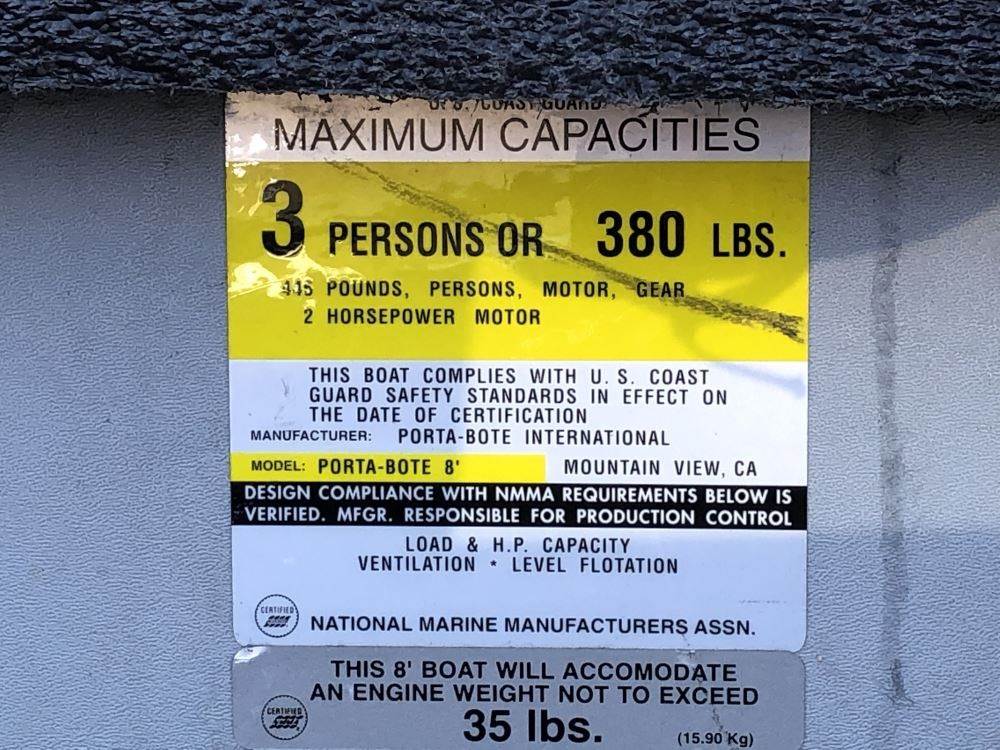 U. S. COAST GUARD
MAXIMUM CAPACITIES
3 PERSONS OR 380 LBS.
445 POUNDS, PERSONS, MOTOR, GEAR
2 HORSEPOWER MOTOR
THIS BOAT COMPLIES WITH U. S. COAST
GUARD SAFETY STANDARDS IN EFFECT ON
THE DATE OF CERTIFICATION
MANUFACTURER: PORTA-BOTE INTERNATIONAL
MODEL: PORTA-BOTE 8' MOUNTAIN VIEW, CA
DESIGN COMPLIANCE WITH NMMA REQUIREMENTS BELOW IS
VERIFIED. MFGR. RESPONSIBLE FOR PRODUCTION CONTROL
LOAD & H.P. CAPACITY
VENTILATION * LEVEL FLOTATION
CERTIFIED
NATIONAL MARINE MANUFACTURERS ASSN.
THIS 8' BOAT WILL ACCOMODATE
AN ENGINE WEIGHT NOT TO EXCEED
CERTIFIED
35 lbs. (15.90 Kg)